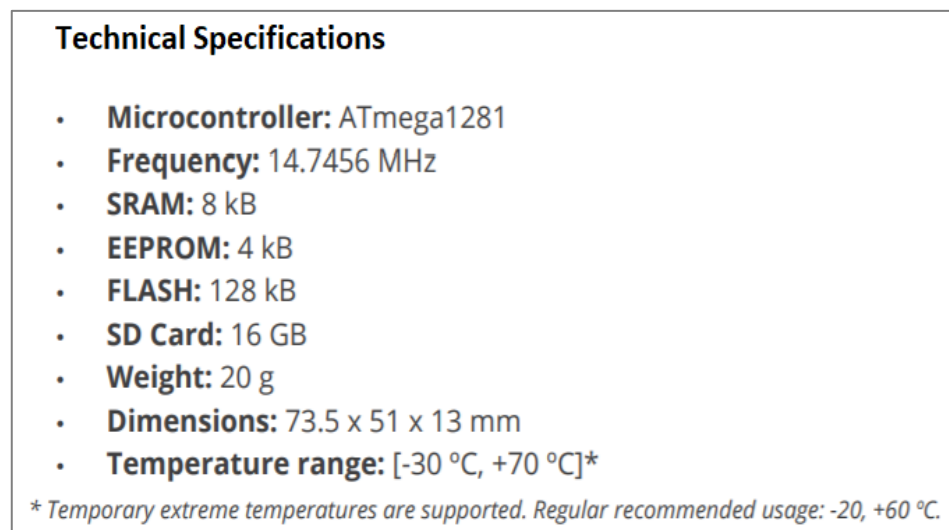 Technical Specifications
• Microcontroller: ATmega1281
• Frequency: 14.7456 MHz
• SRAM: 8 kB
• EEPROM: 4 kB
• FLASH: 128 kB
• SD Card: 16 GB
• Weight: 20 g
• Dimensions: 73.5 x 51 x 13 mm
• Temperature range: [-30 ºC, +70 ºC]*
* Temporary extreme temperatures are supported. Regular recommended usage: -20, +60 ºC.